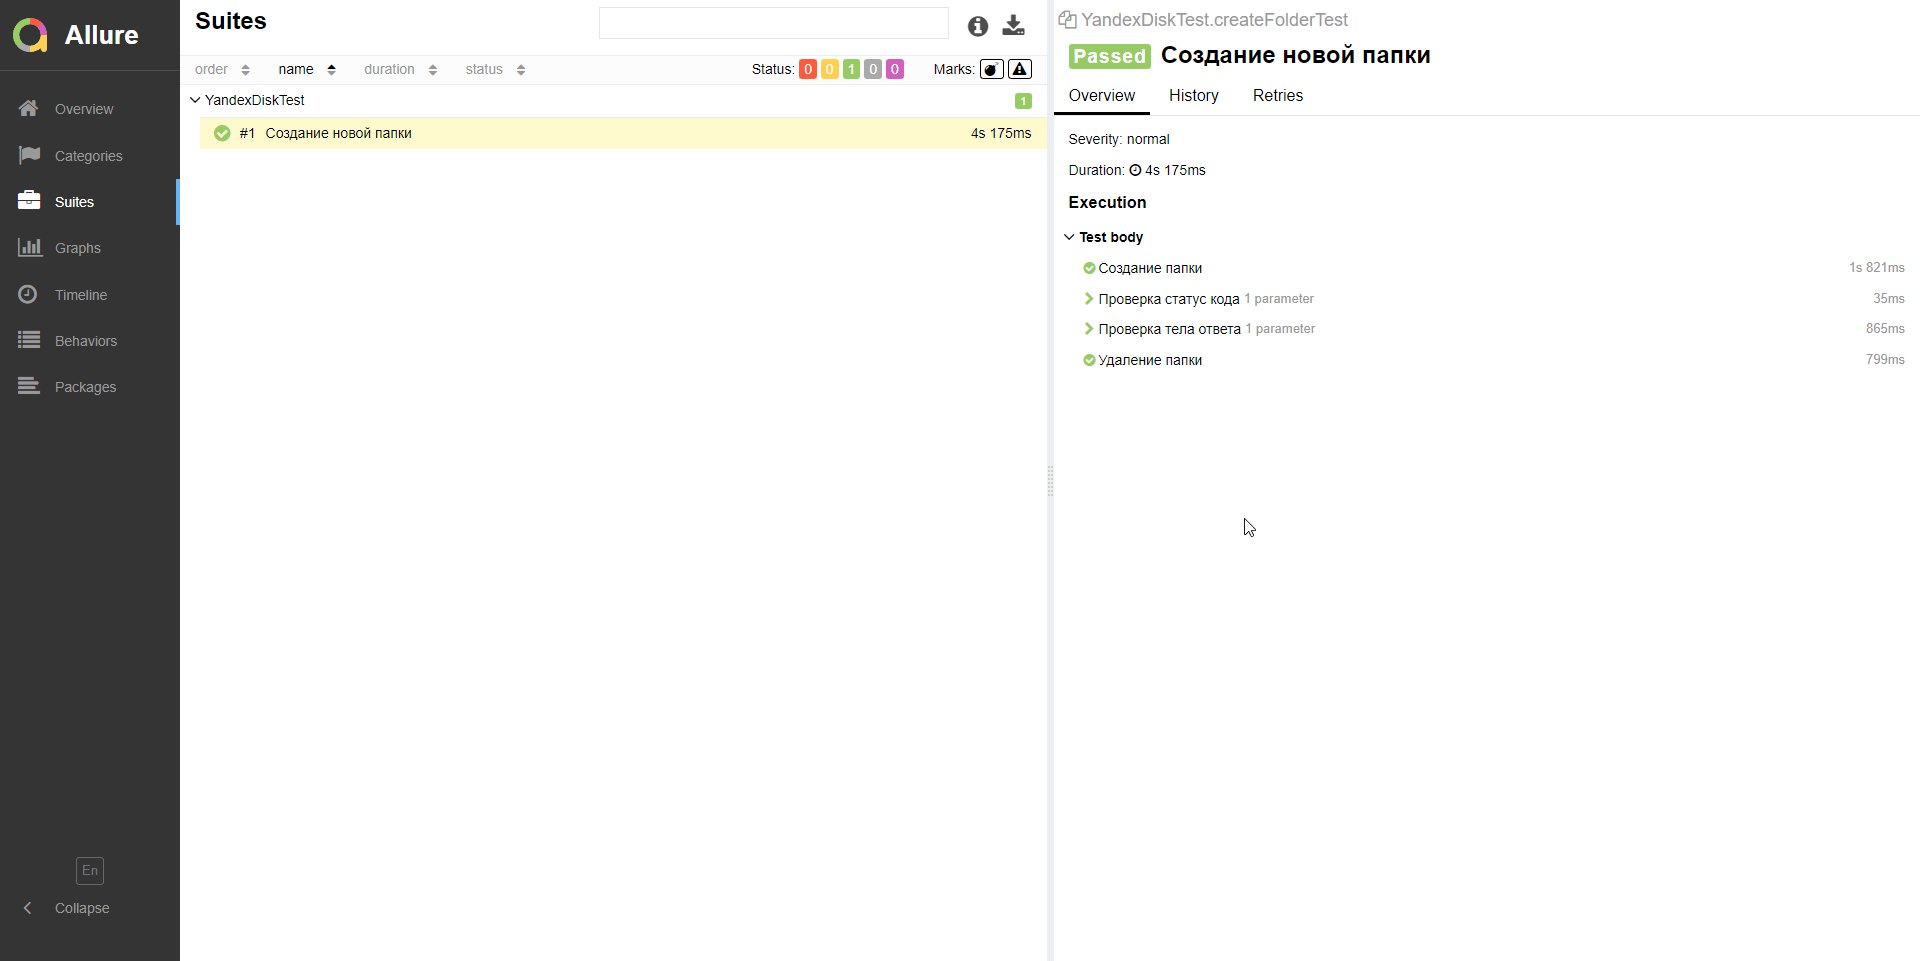 Allure
Overview
Categories
Suites
Graphs
Timeline
Behaviors
Packages
En
Collapse
Suites
order name duration status Status: 0 0 1 0 0 Marks:
YandexDiskTest 1
#1 Создание новой папки 4s 175ms
YandexDiskTest.createFolderTest
Passed Создание новой папки
Overview History Retries
Severity: normal
Duration: 4s 175ms
Execution
Test body
Создание папки 1s 821ms
Проверка статус кода 1 parameter 35ms
Проверка тела ответа 1 parameter 865ms
Удаление папки 799ms